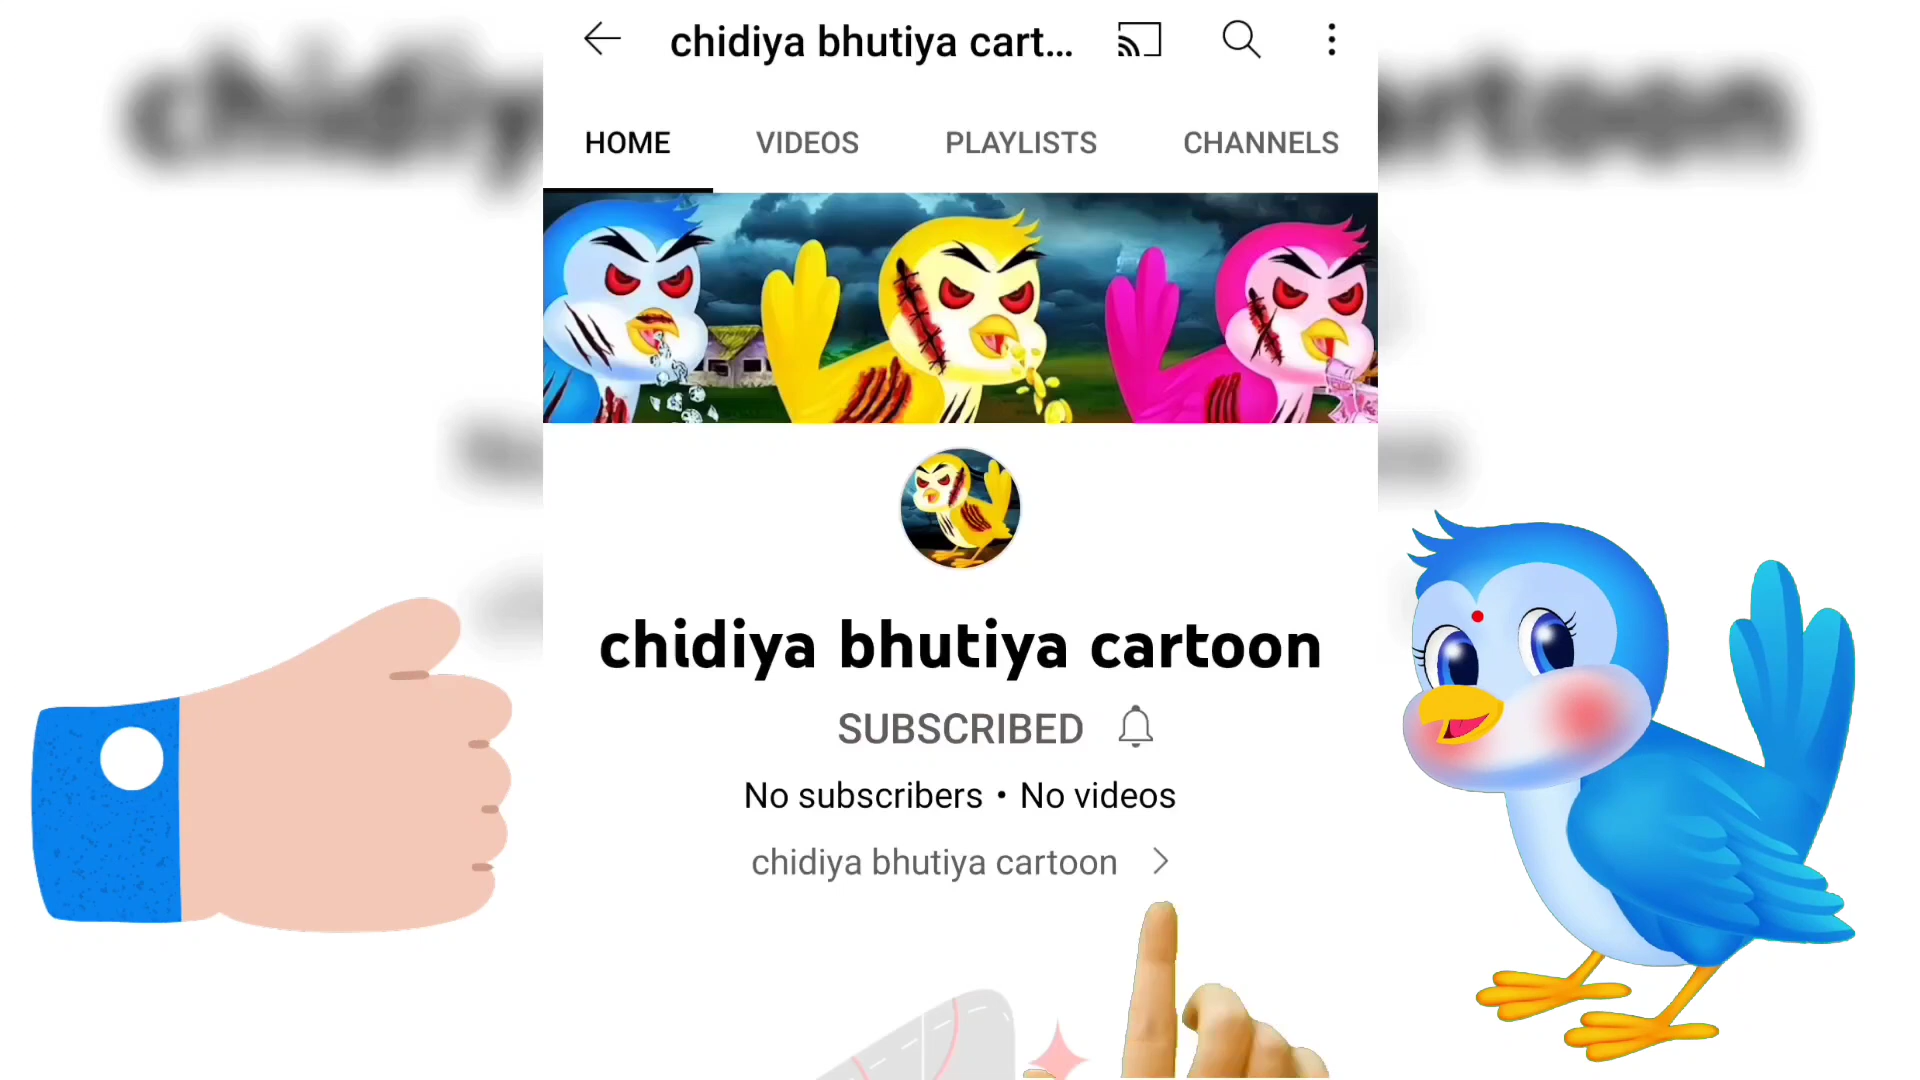 chidiya bhutiya cart...
HOME VIDEOS PLAYLISTS CHANNELS
chidiya bhutiya cartoon
SUBSCRIBED
No subscribers • No videos
chidiya bhutiya cartoon